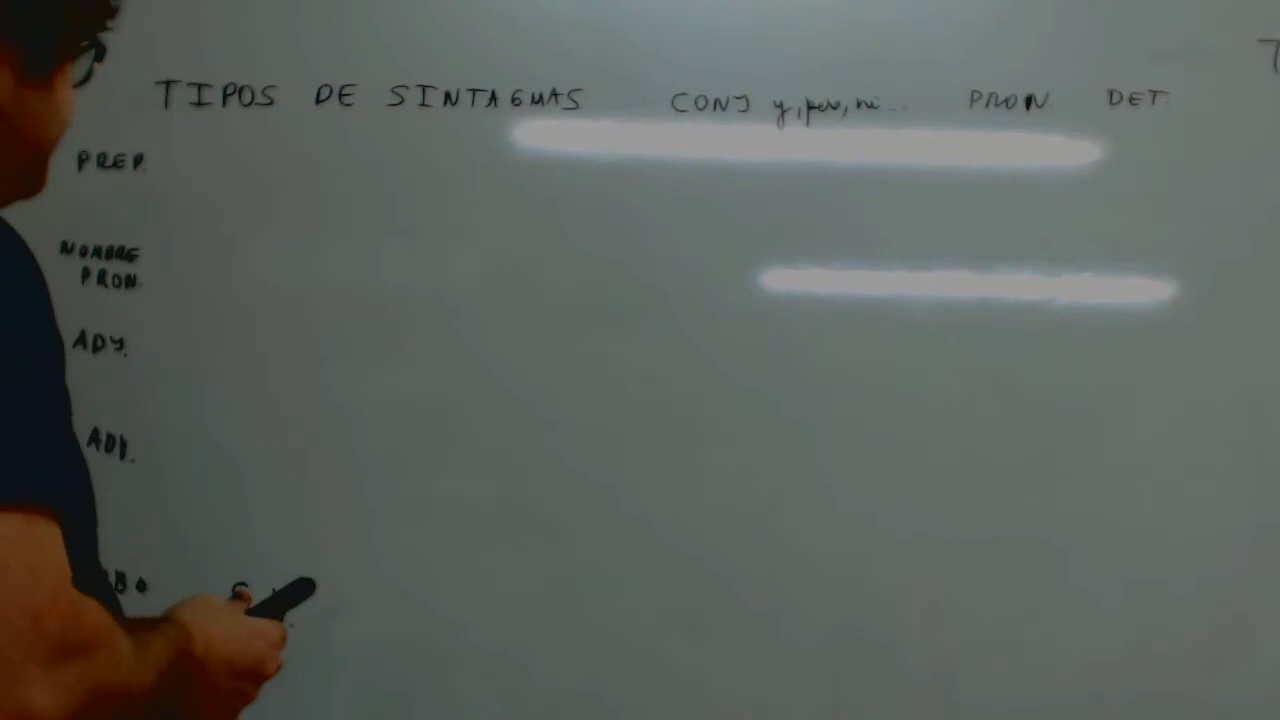 TIPOS DE SINTAGMAS CONJ y, pero, ni... PRON DET
PREP.
NOMBRE
PRON.
ADV.
ADJ.